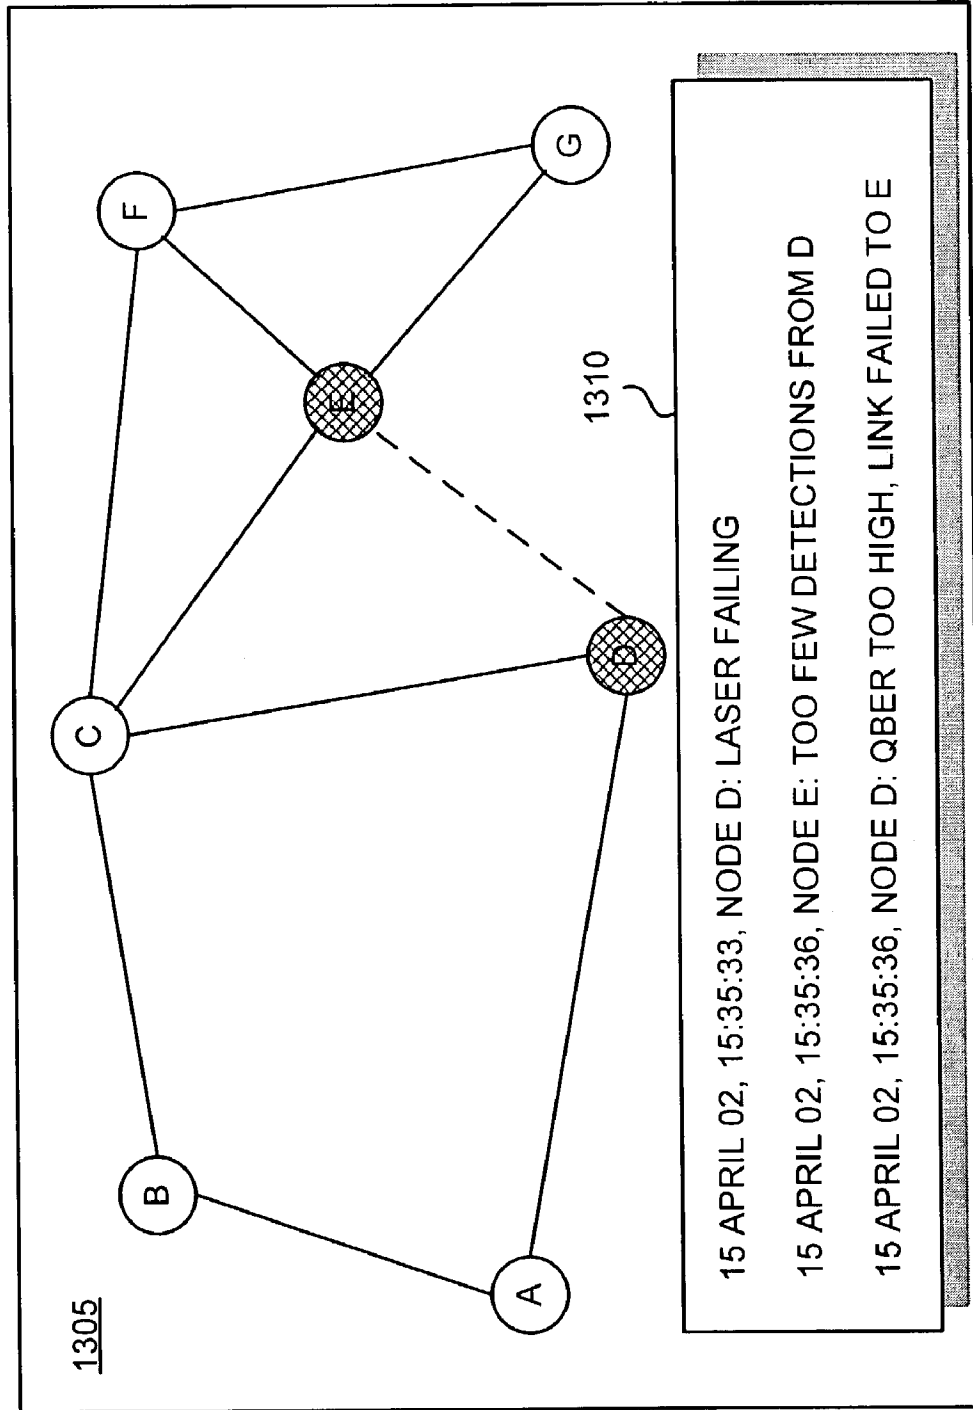 1305
B
C
F
A
D
E
G
1310
15 APRIL 02, 15:35:33, NODE D: LASER FAILING
15 APRIL 02, 15:35:36, NODE E: TOO FEW DETECTIONS FROM D
15 APRIL 02, 15:35:36, NODE D: QBER TOO HIGH, LINK FAILED TO E